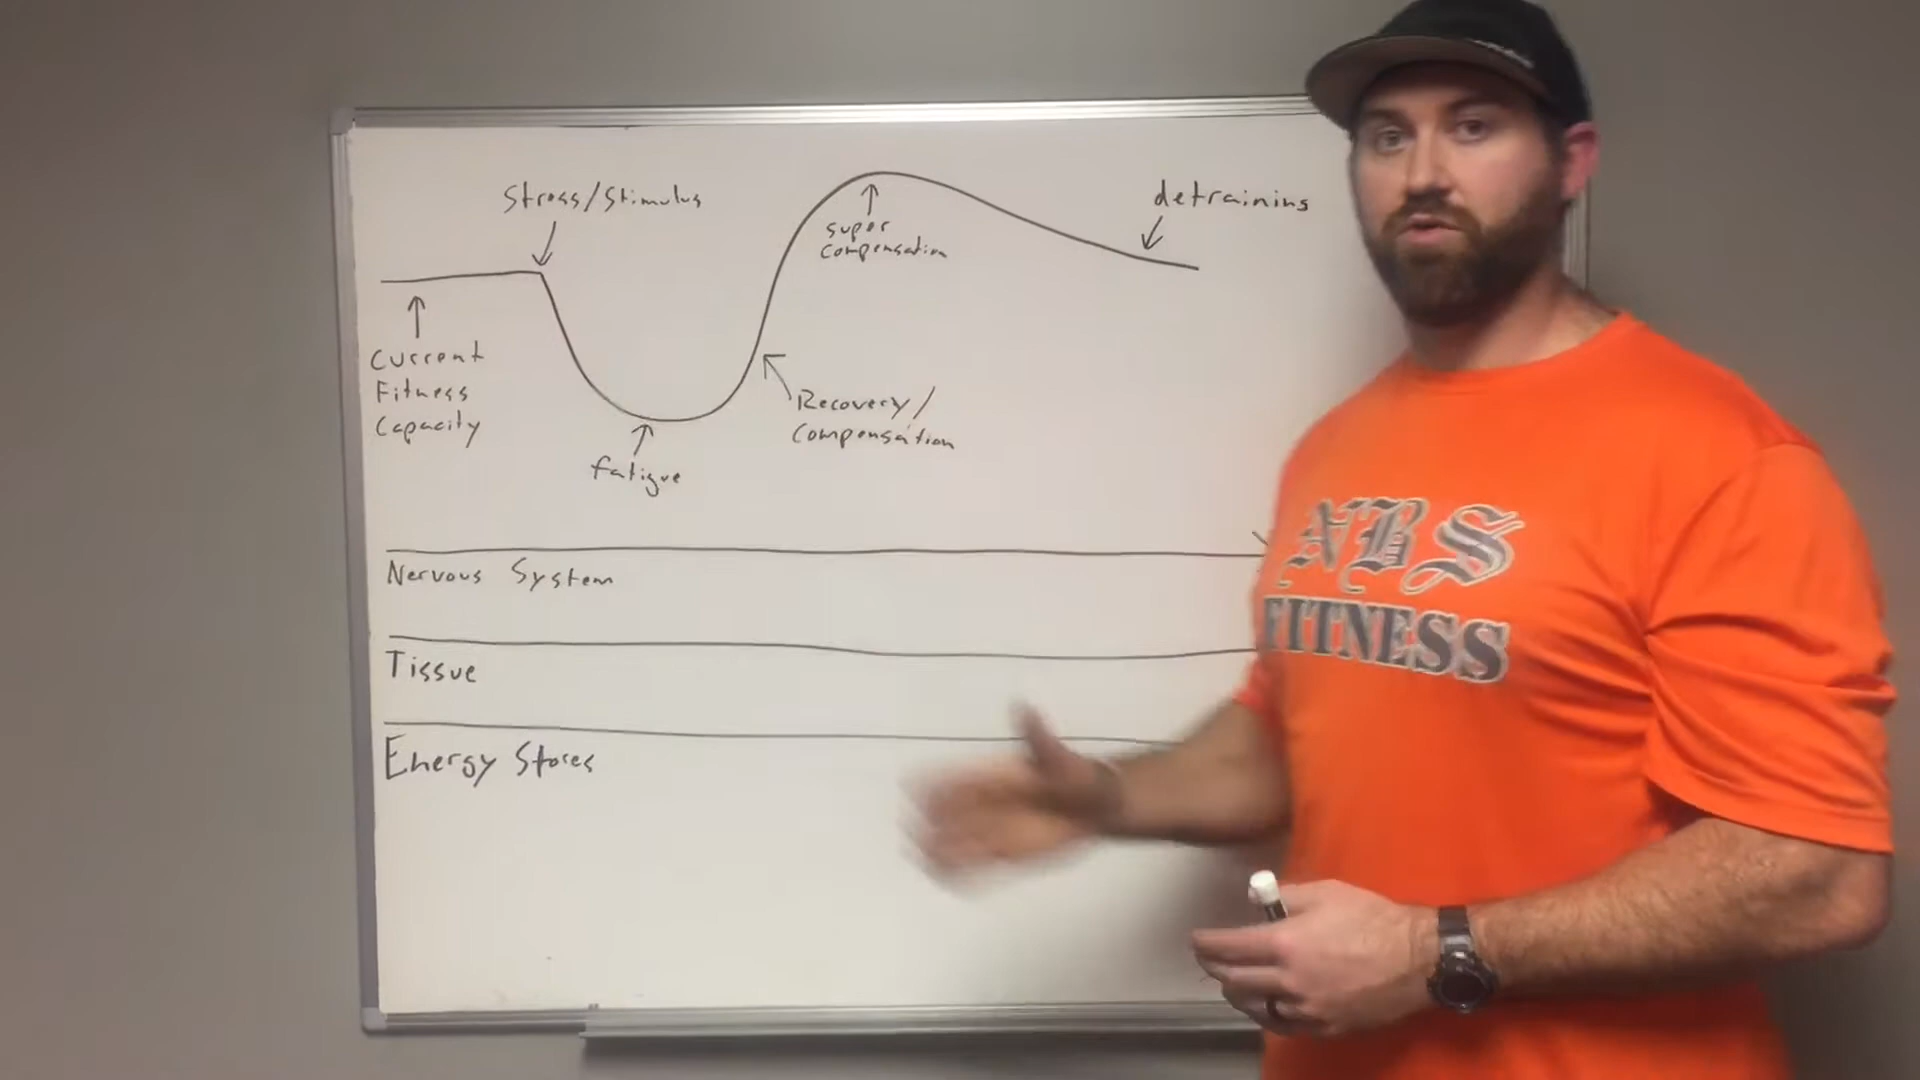 Stress/Stimulus
detraining
super
compensation
Current
Fitness
Capacity
Recovery/
Compensation
fatigue
Nervous System
Tissue
Energy Stores
NBS
FITNESS